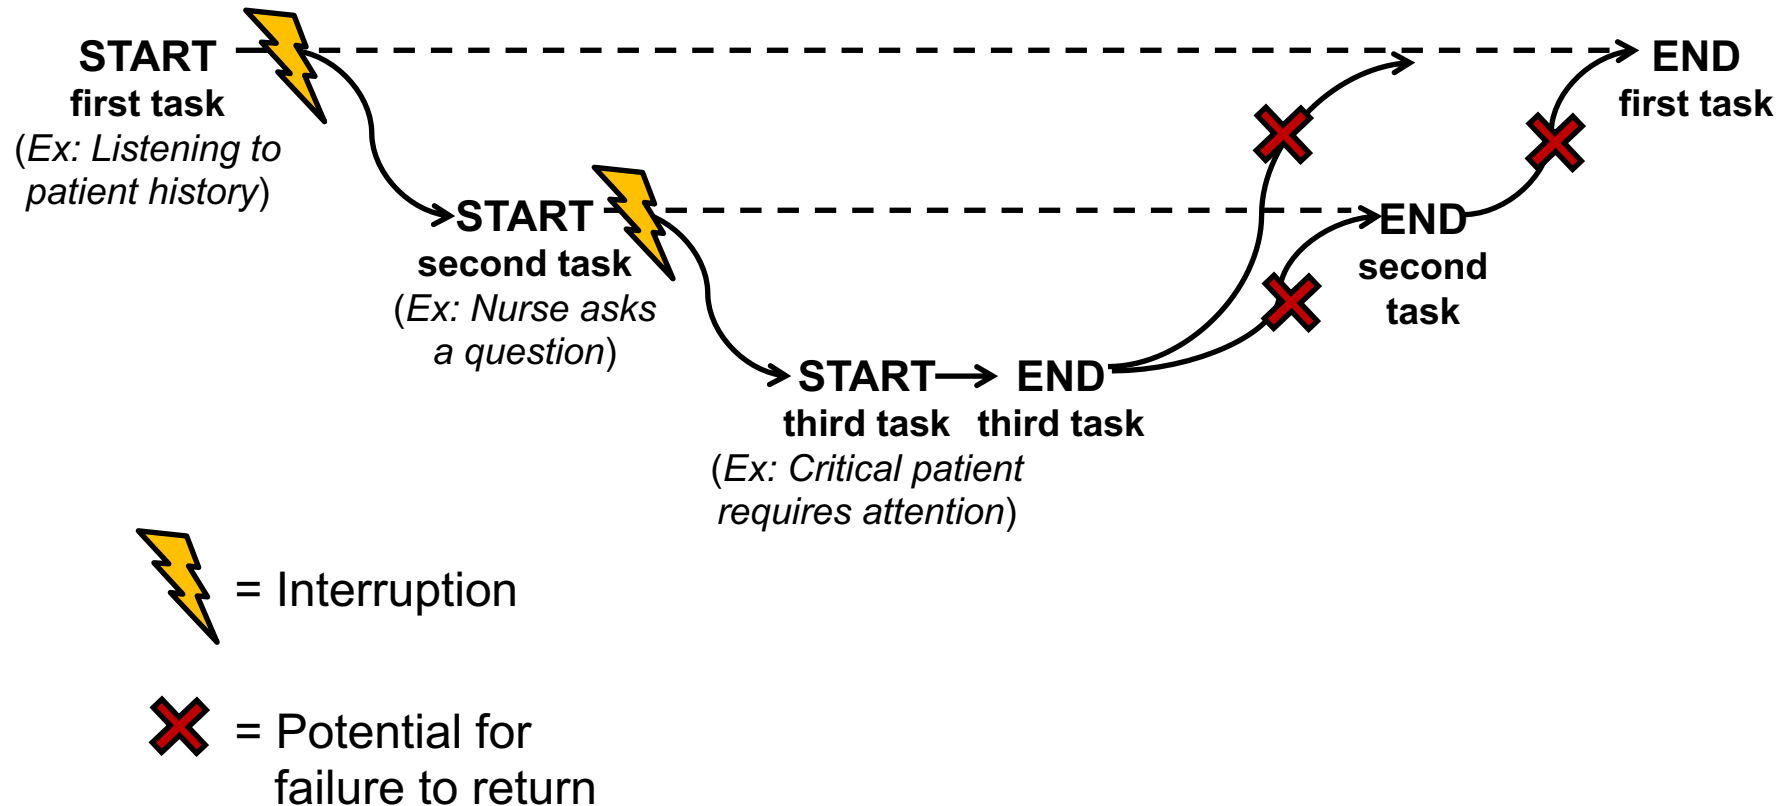 START
first task
(Ex: Listening to
patient history)
START
second task
(Ex: Nurse asks
a question)
START
third task
(Ex: Critical patient
requires attention)
END
third task
END
second
task
END
first task
= Interruption
= Potential for
failure to return